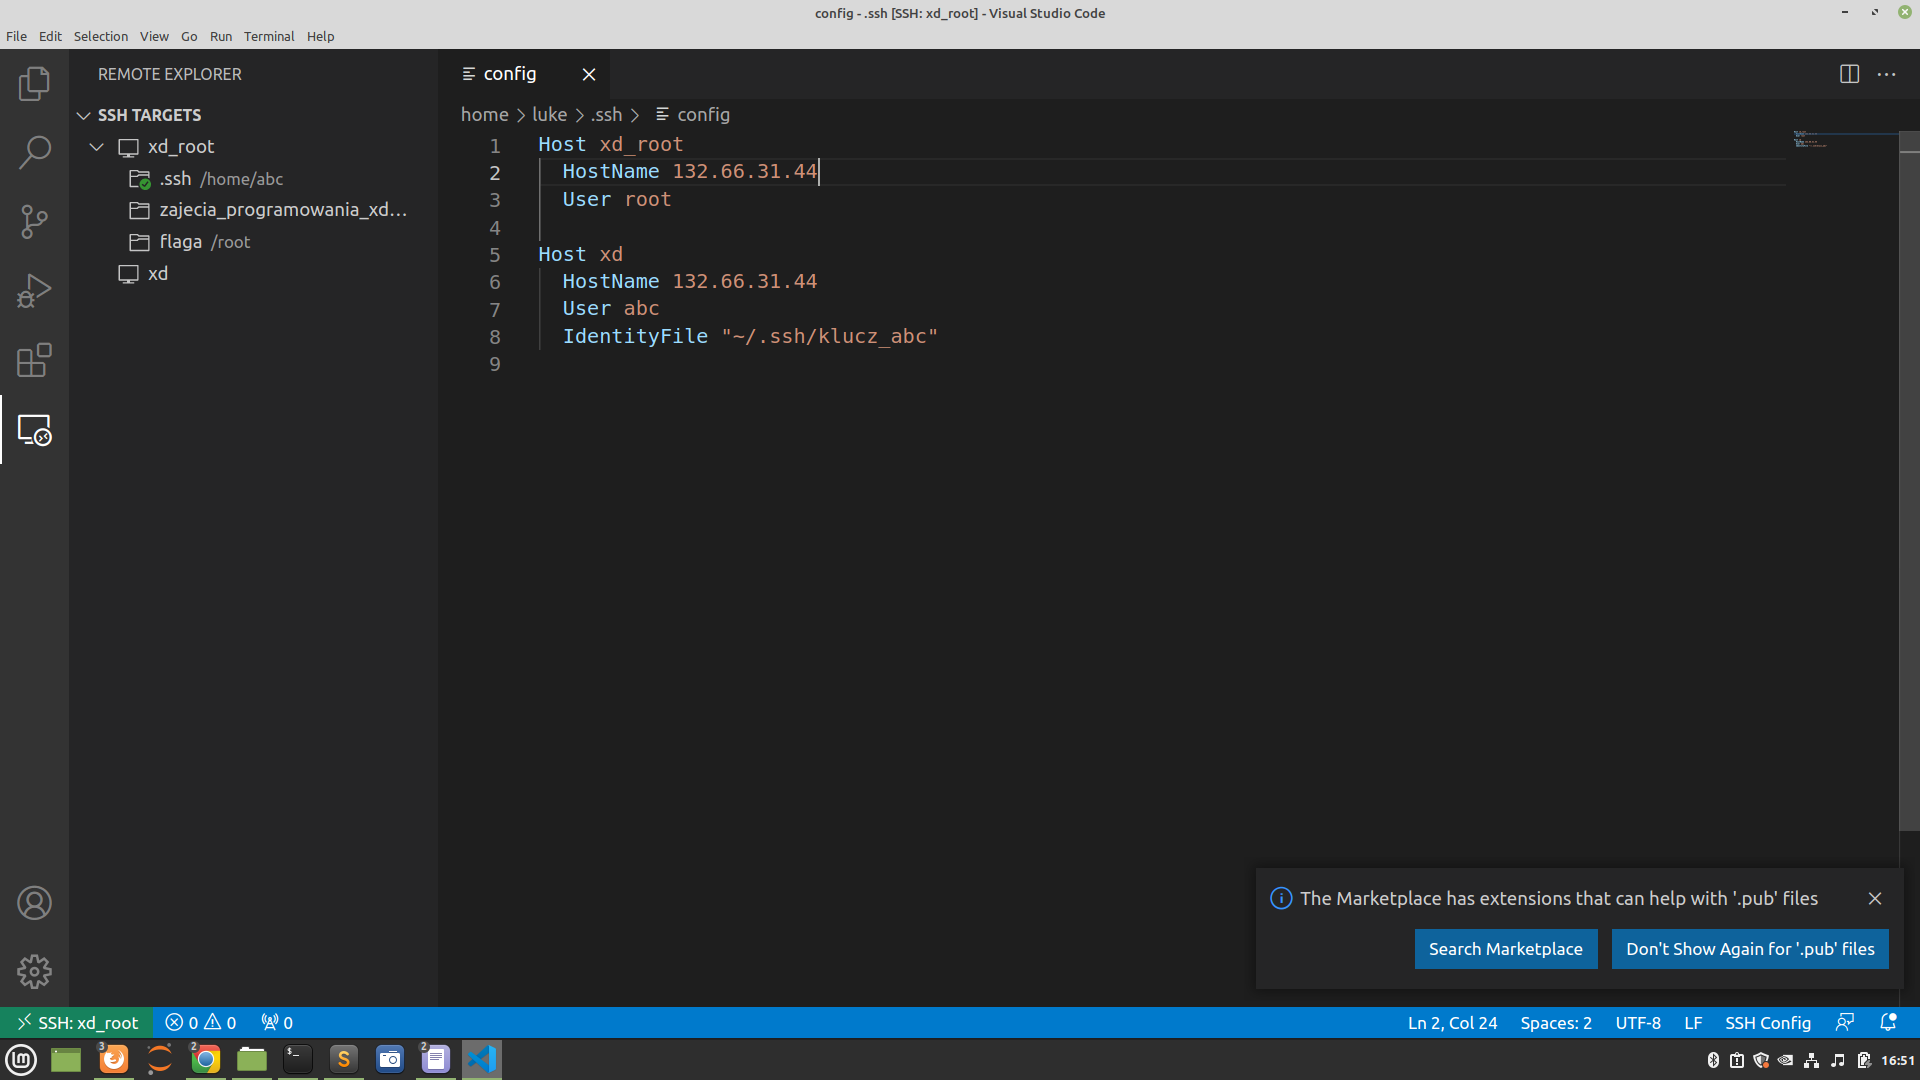 config - .ssh [SSH: xd_root] - Visual Studio Code
File Edit Selection View Go Run Terminal Help
REMOTE EXPLORER
SSH TARGETS
xd_root
.ssh /home/abc
zajecia_programowania_xd...
flaga /root
xd
config
home > luke > .ssh > config
1 Host xd_root
2 HostName 132.66.31.44
3 User root
4
5 Host xd
6 HostName 132.66.31.44
7 User abc
8 IdentityFile "~/.ssh/klucz_abc"
9
The Marketplace has extensions that can help with '.pub' files
Search Marketplace Don't Show Again for '.pub' files
SSH: xd_root 0 0 0 Ln 2, Col 24 Spaces: 2 UTF-8 LF SSH Config
3 2 $_ S 2 16:51